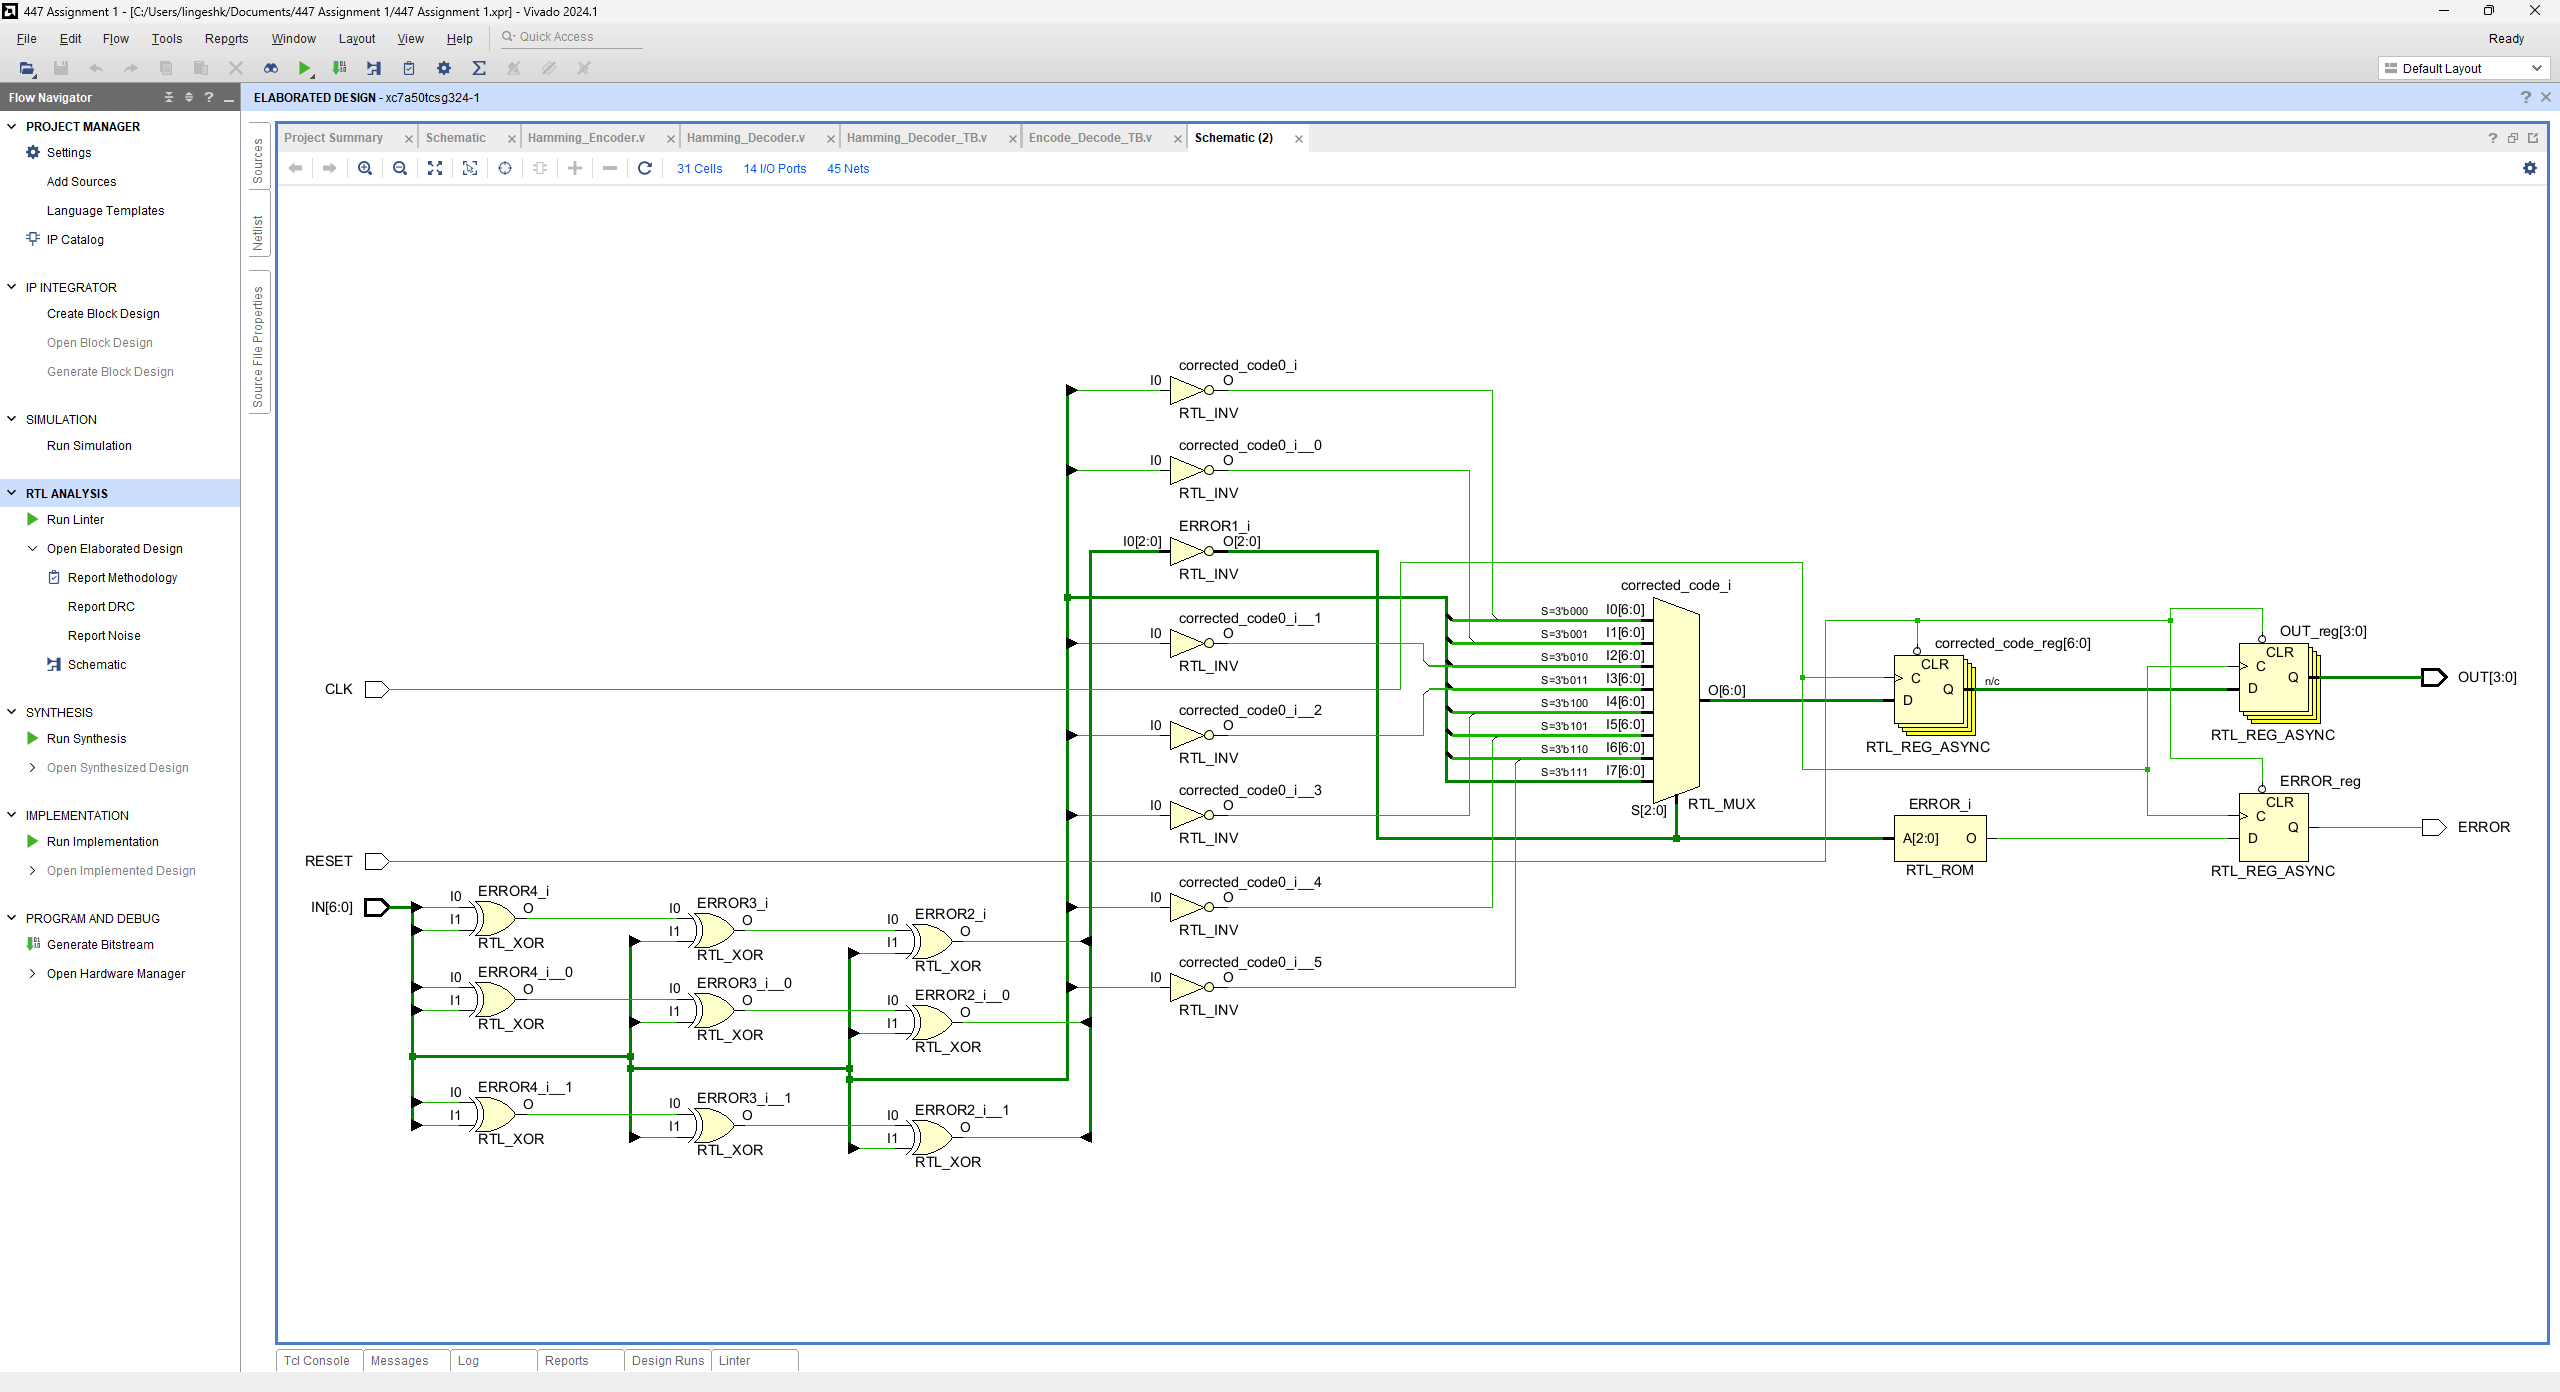 447 Assignment 1 - [C:/Users/lingeshk/Documents/447 Assignment 1/447 Assignment 1.xpr] - Vivado 2024.1
File Edit Flow Tools Reports Window Layout View Help Quick Access Ready
Default Layout
Flow Navigator
PROJECT MANAGER
Settings
Add Sources
Language Templates
IP Catalog
IP INTEGRATOR
Create Block Design
Open Block Design
Generate Block Design
SIMULATION
Run Simulation
RTL ANALYSIS
Run Linter
Open Elaborated Design
Report Methodology
Report DRC
Report Noise
Schematic
SYNTHESIS
Run Synthesis
Open Synthesized Design
IMPLEMENTATION
Run Implementation
Open Implemented Design
PROGRAM AND DEBUG
Generate Bitstream
Open Hardware Manager
ELABORATED DESIGN - xc7a50tcsg324-1
Sources
Netlist
Source File Properties
Project Summary Schematic Hamming_Encoder.v Hamming_Decoder.v Hamming_Decoder_TB.v Encode_Decode_TB.v Schematic (2)
31 Cells 14 I/O Ports 45 Nets
CLK
RESET
IN[6:0]
ERROR4_i
I0
I1
O
RTL_XOR
ERROR4_i__0
I0
I1
O
RTL_XOR
ERROR4_i__1
I0
I1
O
RTL_XOR
ERROR3_i
I0
I1
O
RTL_XOR
ERROR3_i__0
I0
I1
O
RTL_XOR
ERROR3_i__1
I0
I1
O
RTL_XOR
ERROR2_i
I0
I1
O
RTL_XOR
ERROR2_i__0
I0
I1
O
RTL_XOR
ERROR2_i__1
I0
I1
O
RTL_XOR
corrected_code0_i
I0 O
RTL_INV
corrected_code0_i__0
I0 O
RTL_INV
ERROR1_i
I0[2:0] O[2:0]
RTL_INV
corrected_code0_i__1
I0 O
RTL_INV
corrected_code0_i__2
I0 O
RTL_INV
corrected_code0_i__3
I0 O
RTL_INV
corrected_code0_i__4
I0 O
RTL_INV
corrected_code0_i__5
I0 O
RTL_INV
corrected_code_i
S=3'b000 I0[6:0]
S=3'b001 I1[6:0]
S=3'b010 I2[6:0]
S=3'b011 I3[6:0]
S=3'b100 I4[6:0]
S=3'b101 I5[6:0]
S=3'b110 I6[6:0]
S=3'b111 I7[6:0]
O[6:0]
S[2:0]
RTL_MUX
corrected_code_reg[6:0]
CLR
C
D
Q
n/c
RTL_REG_ASYNC
ERROR_i
A[2:0] O
RTL_ROM
OUT_reg[3:0]
CLR
C
D
Q
RTL_REG_ASYNC
OUT[3:0]
ERROR_reg
CLR
C
D
Q
RTL_REG_ASYNC
ERROR
Tcl Console Messages Log Reports Design Runs Linter